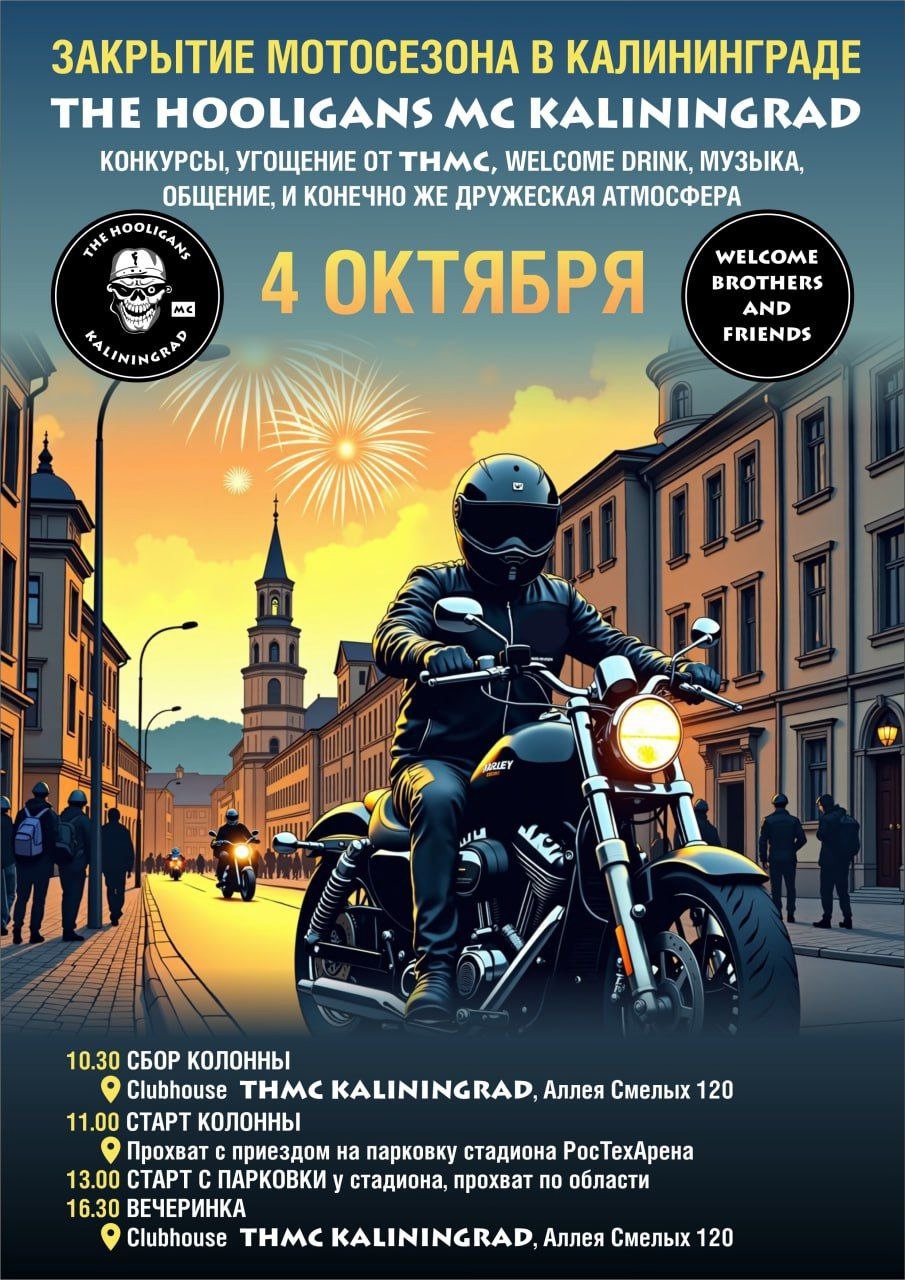 ЗАКРЫТИЕ МОТОСЕЗОНА В КАЛИНИНГРАДЕ
THE HOOLIGANS MC KALININGRAD
КОНКУРСЫ, УГОЩЕНИЕ ОТ THMC, WELCOME DRINK, МУЗЫКА,
ОБЩЕНИЕ, И КОНЕЧНО ЖЕ ДРУЖЕСКАЯ АТМОСФЕРА
THE HOOLIGANS
MC
KALININGRAD
4 ОКТЯБРЯ
WELCOME
BROTHERS
AND
FRIENDS
HARLEY
10.30 СБОР КОЛОННЫ
Clubhouse THMC KALININGRAD, Аллея Смелых 120
11.00 СТАРТ КОЛОННЫ
Прохват с приездом на парковку стадиона РосТехАрена
13.00 СТАРТ С ПАРКОВКИ у стадиона, прохват по области
16.30 ВЕЧЕРИНКА
Clubhouse THMC KALININGRAD, Аллея Смелых 120